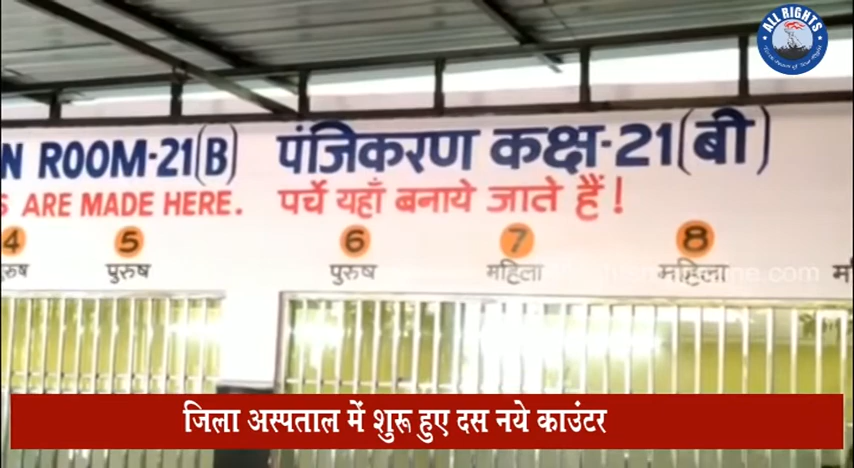 ALL RIGHTS
N ROOM-21(B) पंजिकरण कक्ष-21(बी)
ARE MADE HERE. पर्चे यहाँ बनाये जाते हैं!
4 5 6 7 8
पुरुष पुरुष महिला महिला
जिला अस्पताल में शुरू हुए दस नये काउंटर